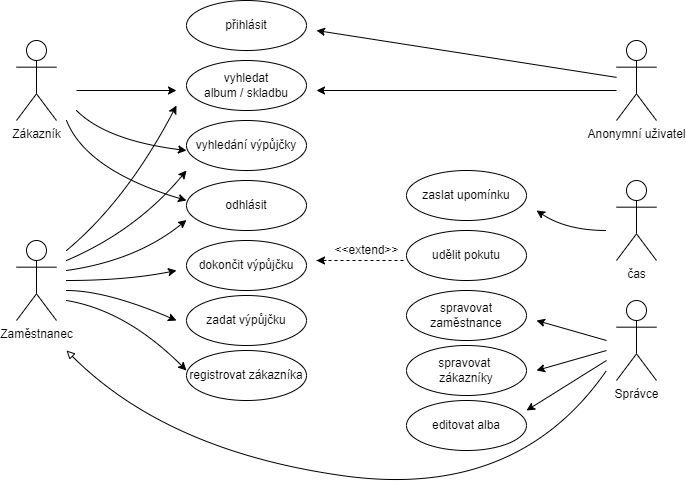 přihlásit
vyhledat
album / skladbu
Zákazník
Anonymní uživatel
vyhledání výpůjčky
zaslat upomínku
odhlásit
<<extend>>
udělit pokutu
dokončit výpůjčku
čas
spravovat
zaměstnance
zadat výpůjčku
Zaměstnanec
spravovat
zákazníky
registrovat zákazníka
Správce
editovat alba